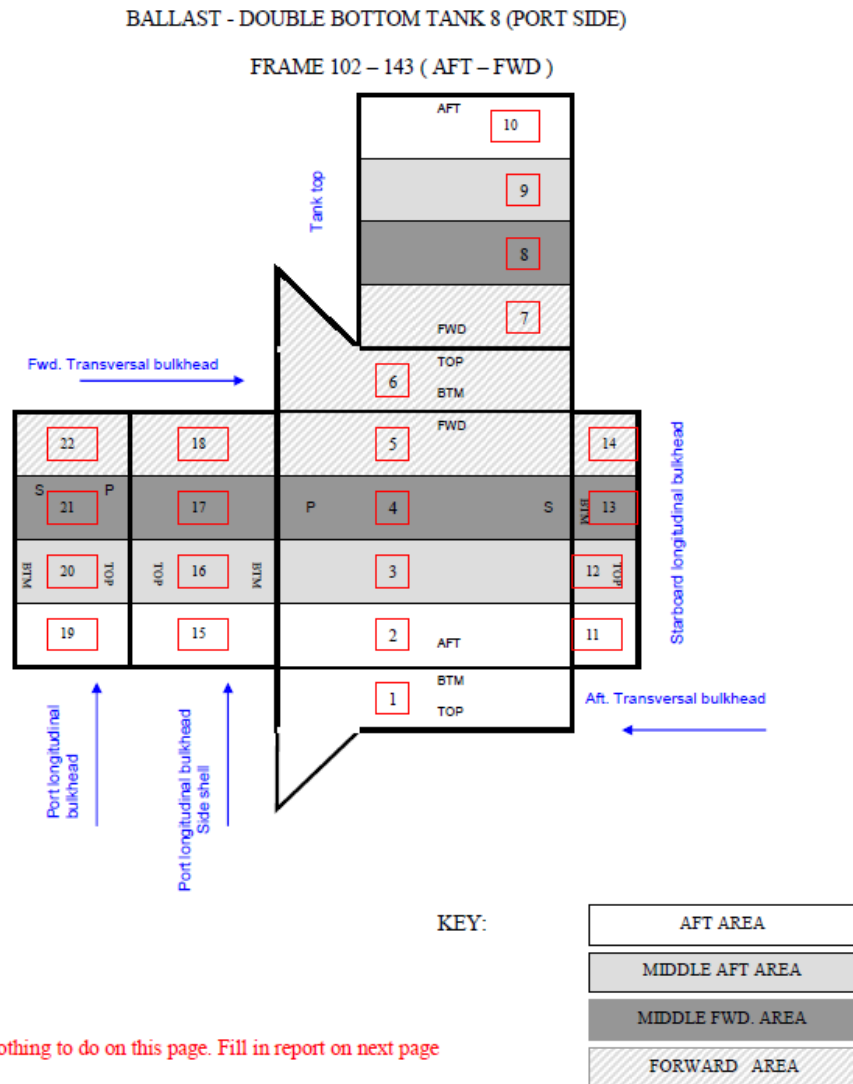 BALLAST - DOUBLE BOTTOM TANK 8 (PORT SIDE)
FRAME 102 – 143 ( AFT – FWD )
AFT
10
Tank top
9
8
7
FWD
Fwd. Transversal bulkhead
TOP
6
BTM
FWD
22
18
5
14
S
P
21
17
P
4
S
BTM
13
Starboard longitudinal bulkhead
BTM
20
TOP
TOP
16
BTM
3
12
TOP
19
15
2
AFT
11
BTM
1
TOP
Aft. Transversal bulkhead
Port longitudinal
bulkhead
Port longitudinal bulkhead
Side shell
KEY:
AFT AREA
MIDDLE AFT AREA
MIDDLE FWD. AREA
FORWARD AREA
othing to do on this page. Fill in report on next page